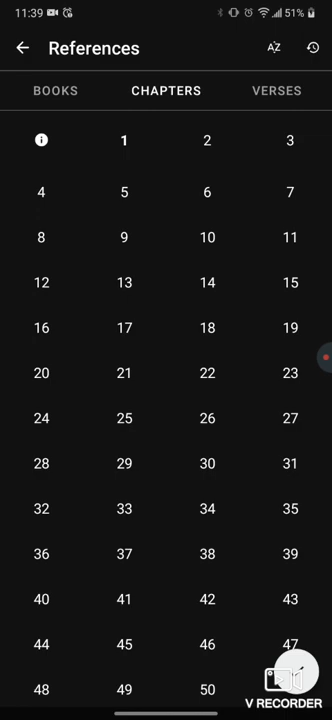 11:39 51%
References AZ
BOOKS CHAPTERS VERSES
1 2 3
4 5 6 7
8 9 10 11
12 13 14 15
16 17 18 19
20 21 22 23
24 25 26 27
28 29 30 31
32 33 34 35
36 37 38 39
40 41 42 43
44 45 46 47
48 49 50
V RECORDER